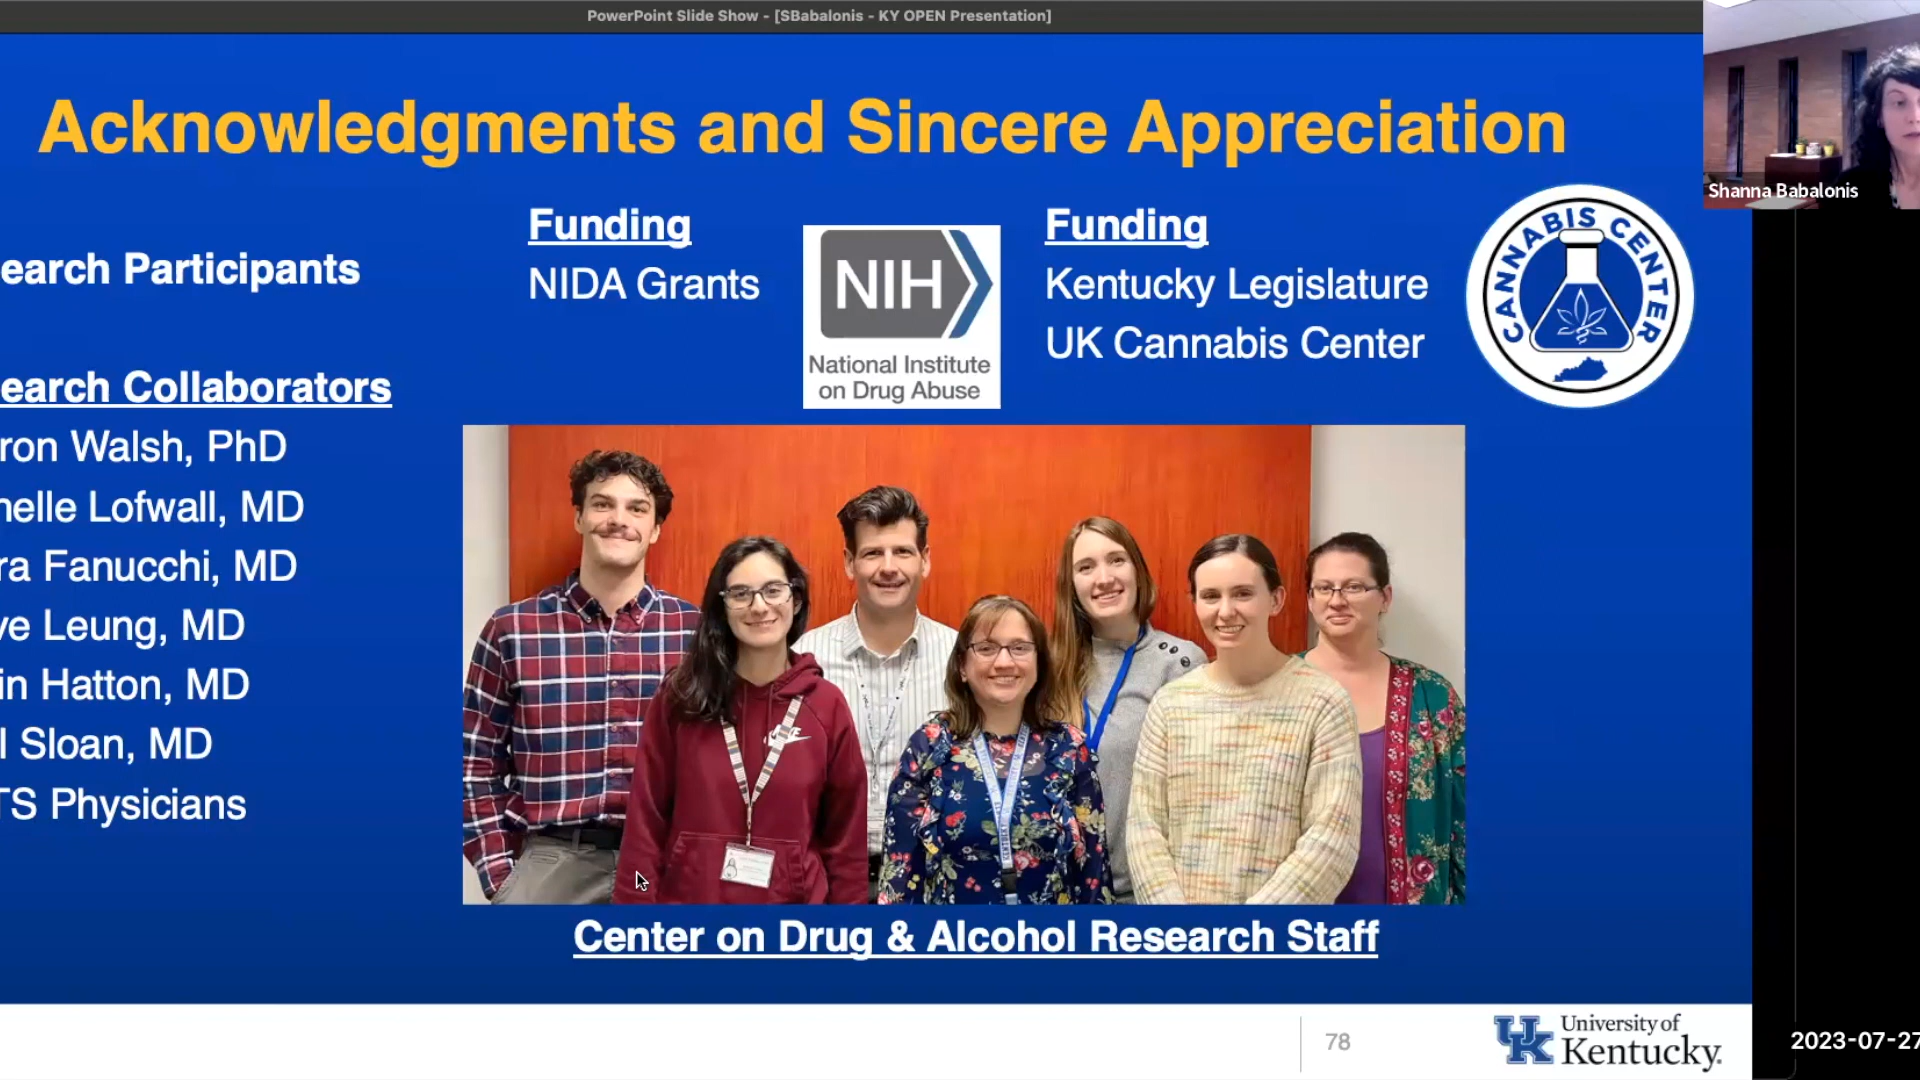 PowerPoint Slide Show - [SBabalonis - KY OPEN Presentation]
Acknowledgments and Sincere Appreciation
Shanna Babalonis
earch Participants
earch Collaborators
ron Walsh, PhD
helle Lofwall, MD
ra Fanucchi, MD
ve Leung, MD
in Hatton, MD
l Sloan, MD
TS Physicians
Funding
NIDA Grants
NIH
National Institute
on Drug Abuse
Funding
Kentucky Legislature
UK Cannabis Center
CANNABIS CENTER
Center on Drug & Alcohol Research Staff
78
UK
University of
Kentucky.
2023-07-27